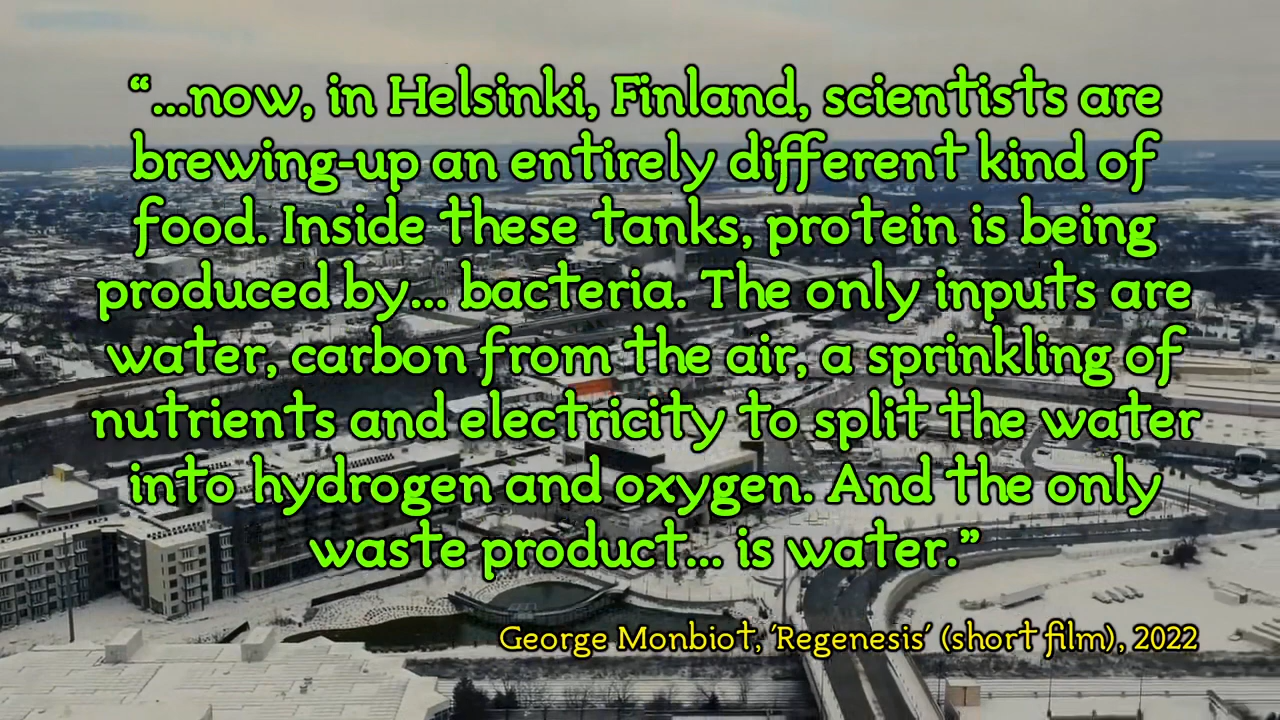 “...now, in Helsinki, Finland, scientists are
brewing-up an entirely different kind of
food. Inside these tanks, protein is being
produced by... bacteria. The only inputs are
water, carbon from the air, a sprinkling of
nutrients and electricity to split the water
into hydrogen and oxygen. And the only
waste product... is water.”
George Monbiot, 'Regenesis' (short film), 2022